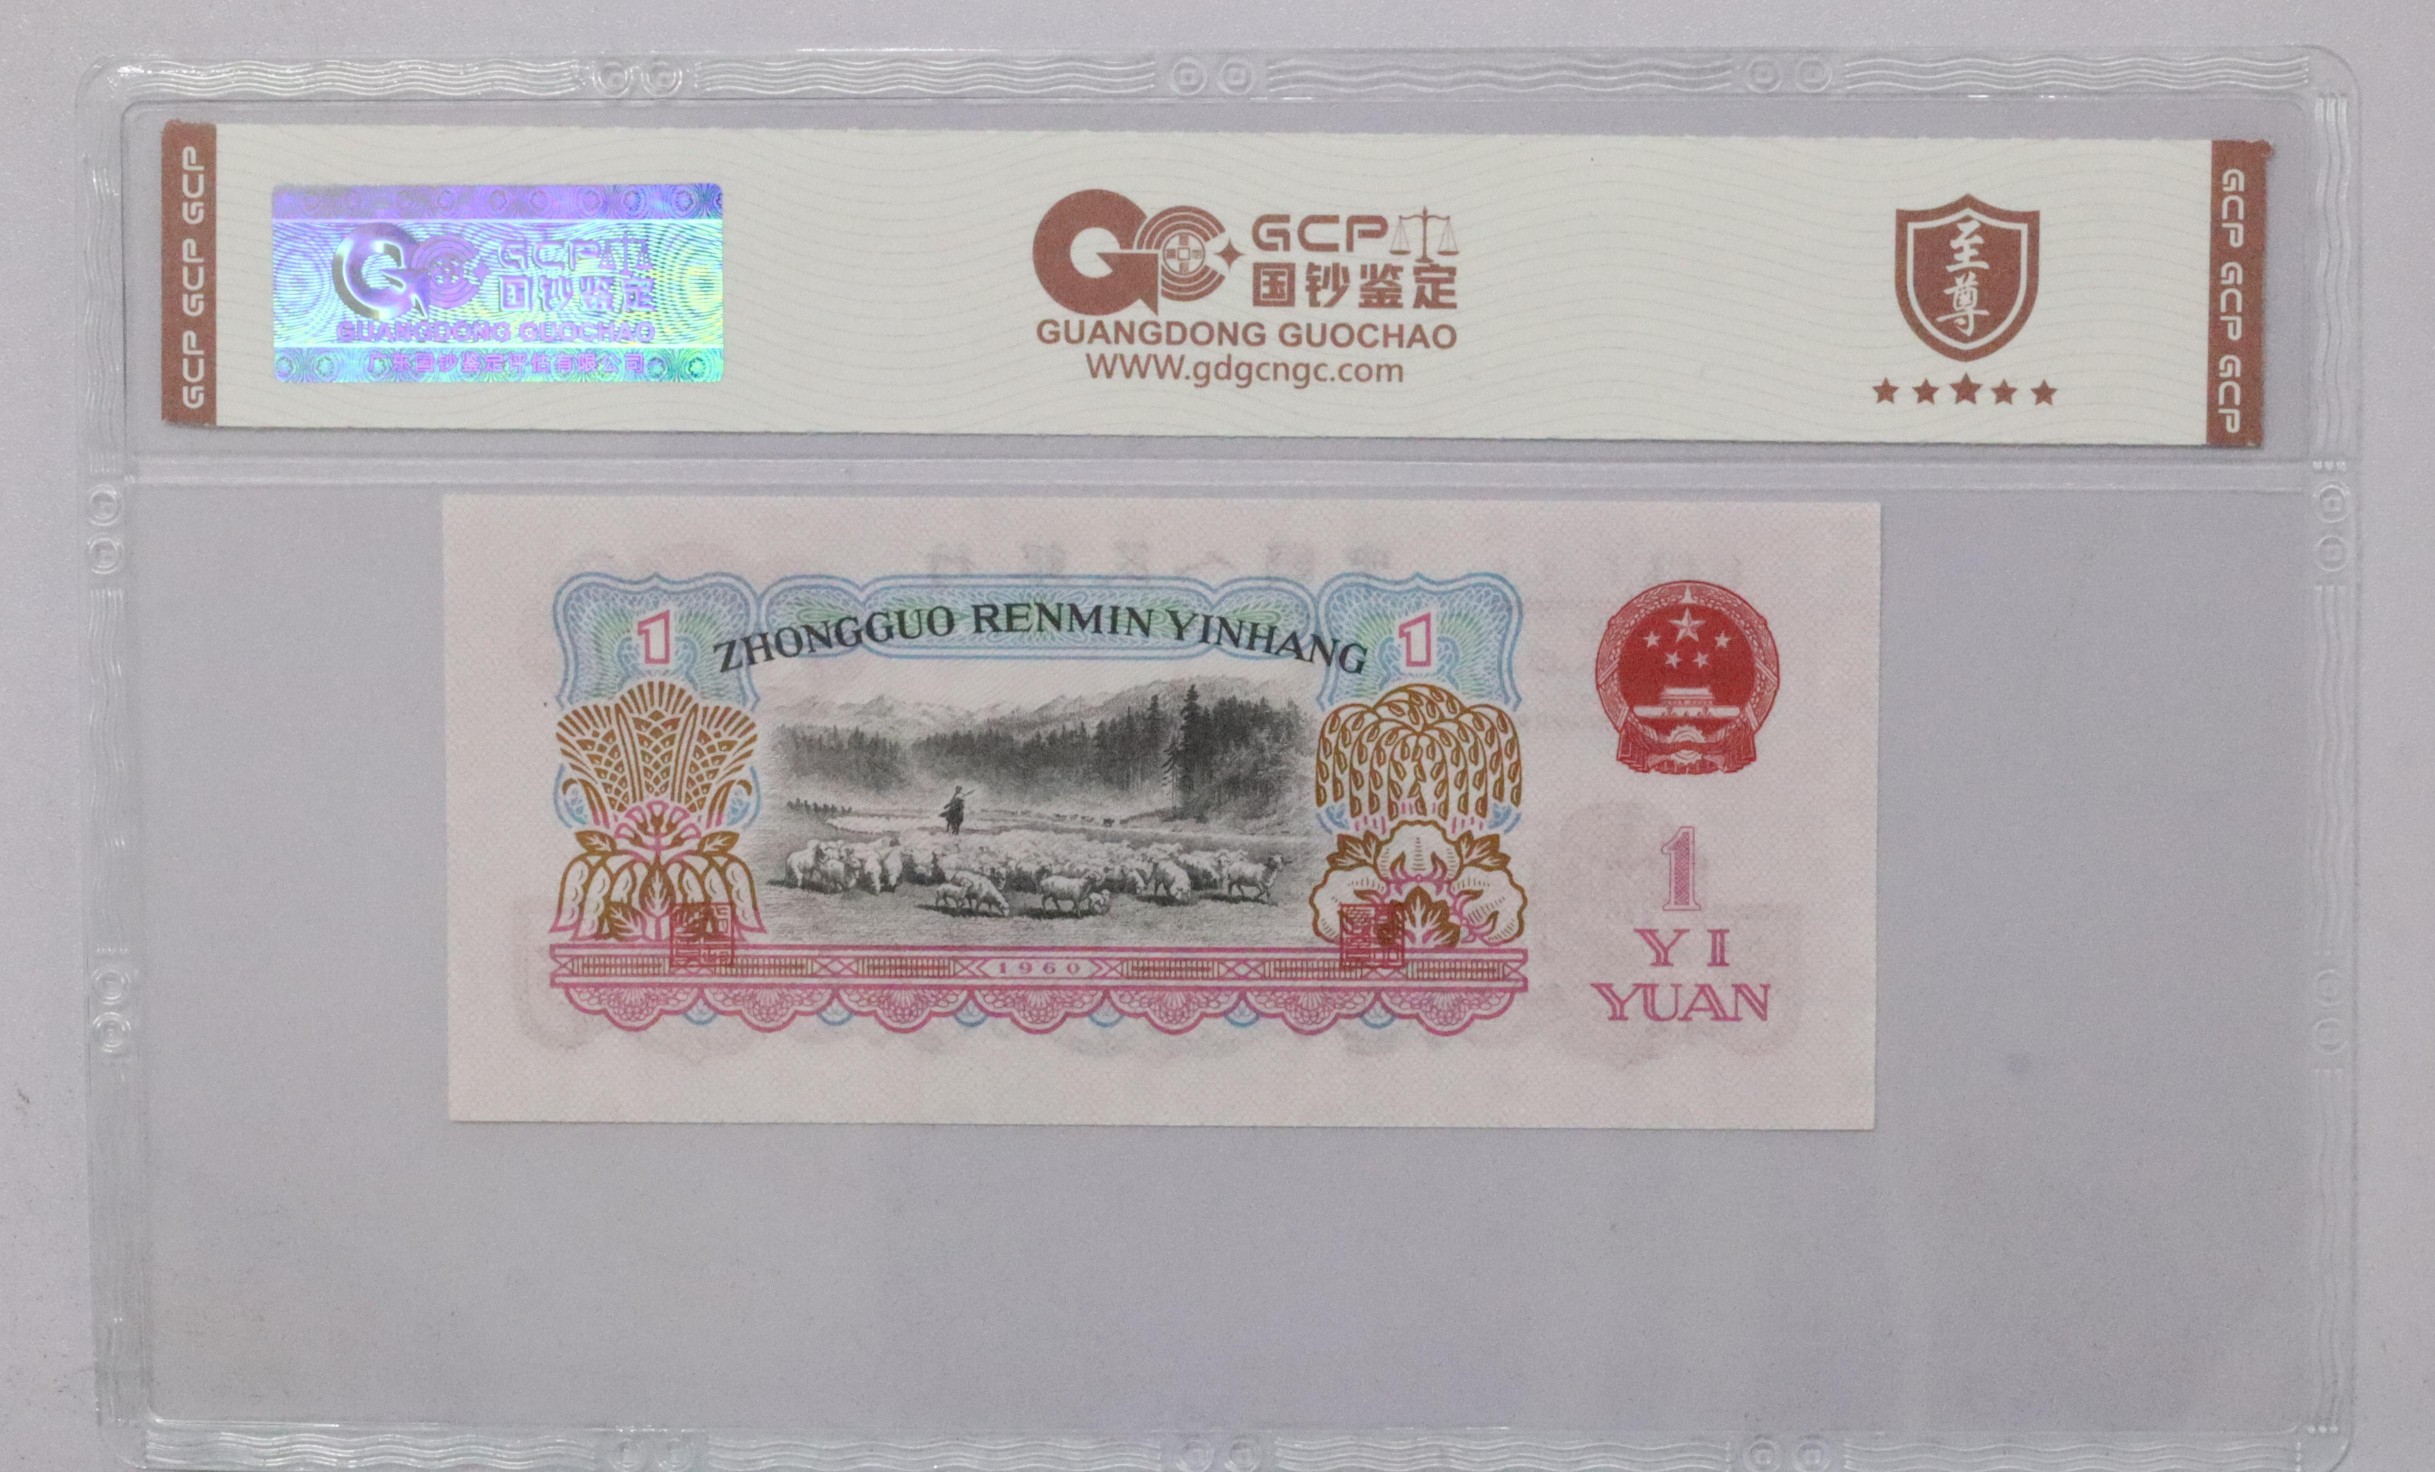 GCP GCP GCP
GCP
国钞鉴定
GUANGDONG GUOCHAO
广东国钞鉴定评估有限公司
GCP
国钞鉴定
GUANGDONG GUOCHAO
WWW.gdgcngc.com
至尊
GCP GCP GCP
1
ZHONGGUO RENMIN YINHANG
1
1960
1
YI
YUAN